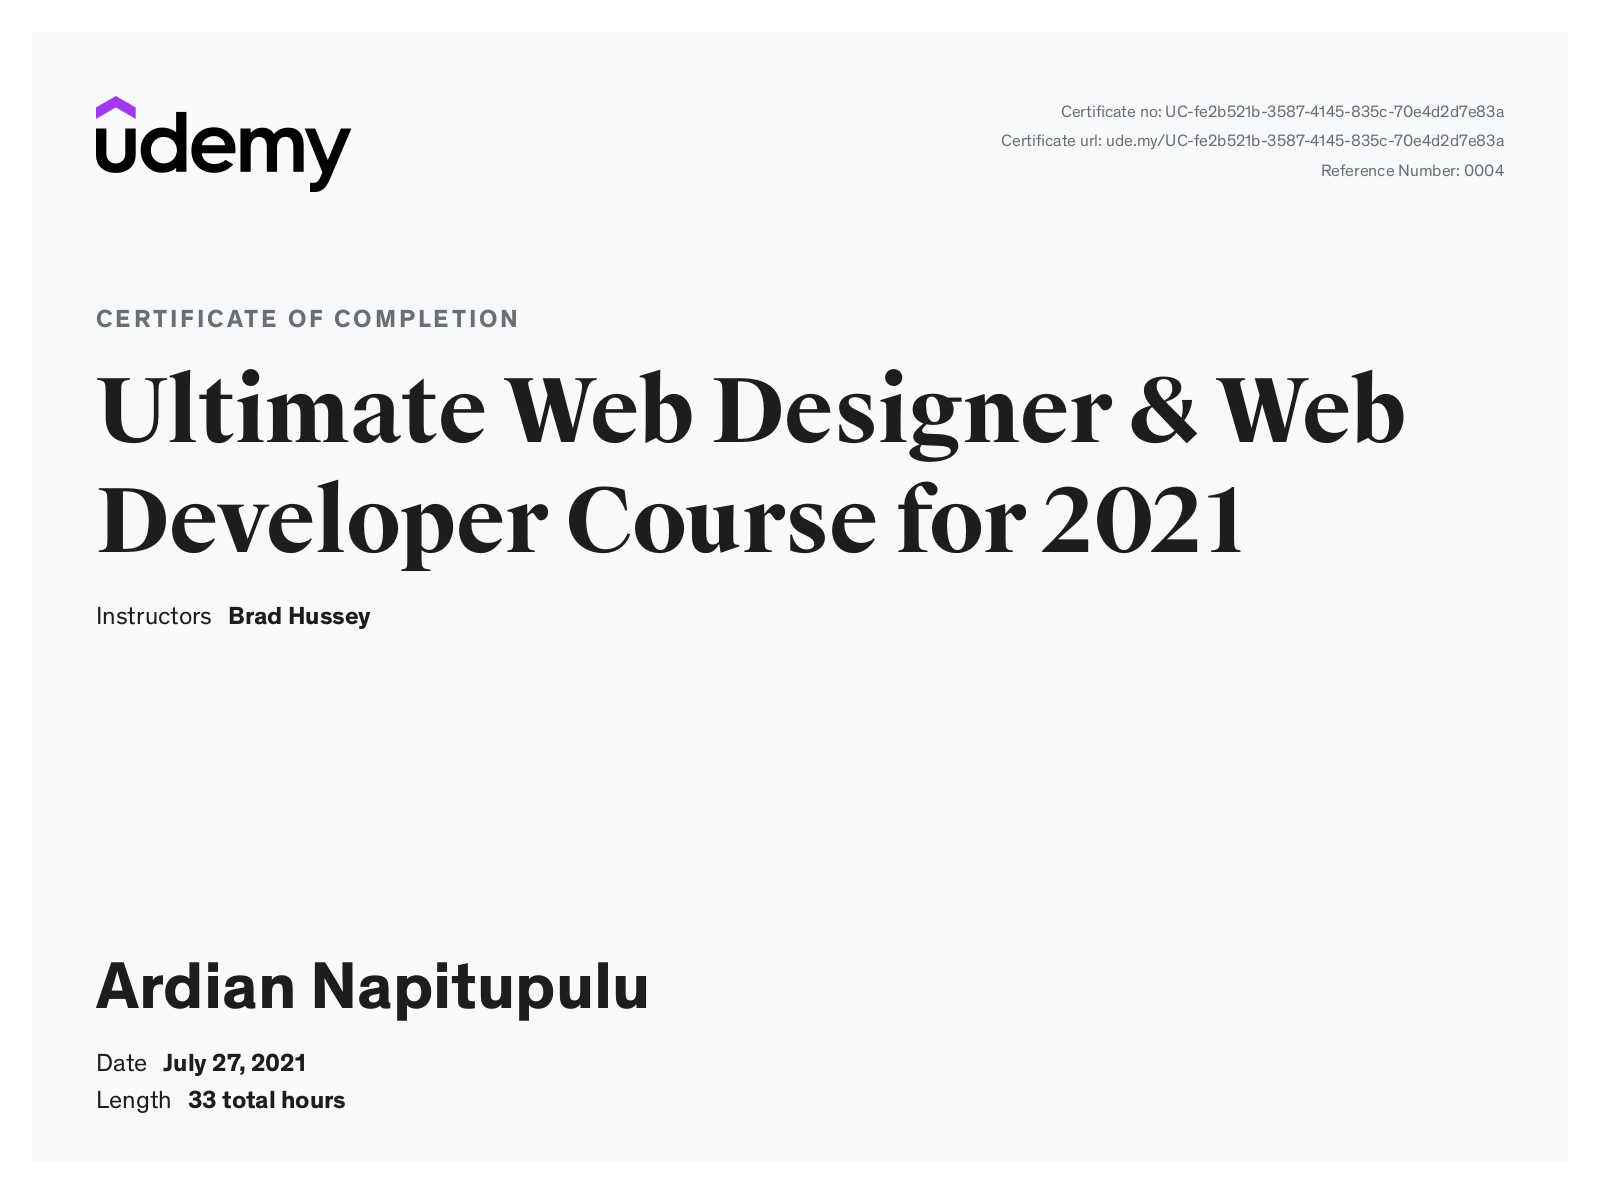 udemy
Certificate no: UC-fe2b521b-3587-4145-835c-70e4d2d7e83a
Certificate url: ude.my/UC-fe2b521b-3587-4145-835c-70e4d2d7e83a
Reference Number: 0004
CERTIFICATE OF COMPLETION
Ultimate Web Designer & Web
Developer Course for 2021
Instructors Brad Hussey
Ardian Napitupulu
Date July 27, 2021
Length 33 total hours